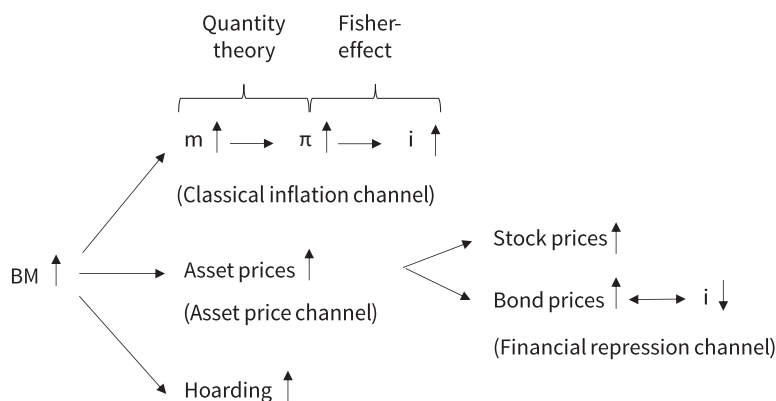 Quantity theory
Fisher-effect
m ↑ → π ↑ → i ↑
(Classical inflation channel)
BM ↑
Asset prices ↑
(Asset price channel)
Stock prices ↑
Bond prices ↑ ↔ i ↓
(Financial repression channel)
Hoarding ↑